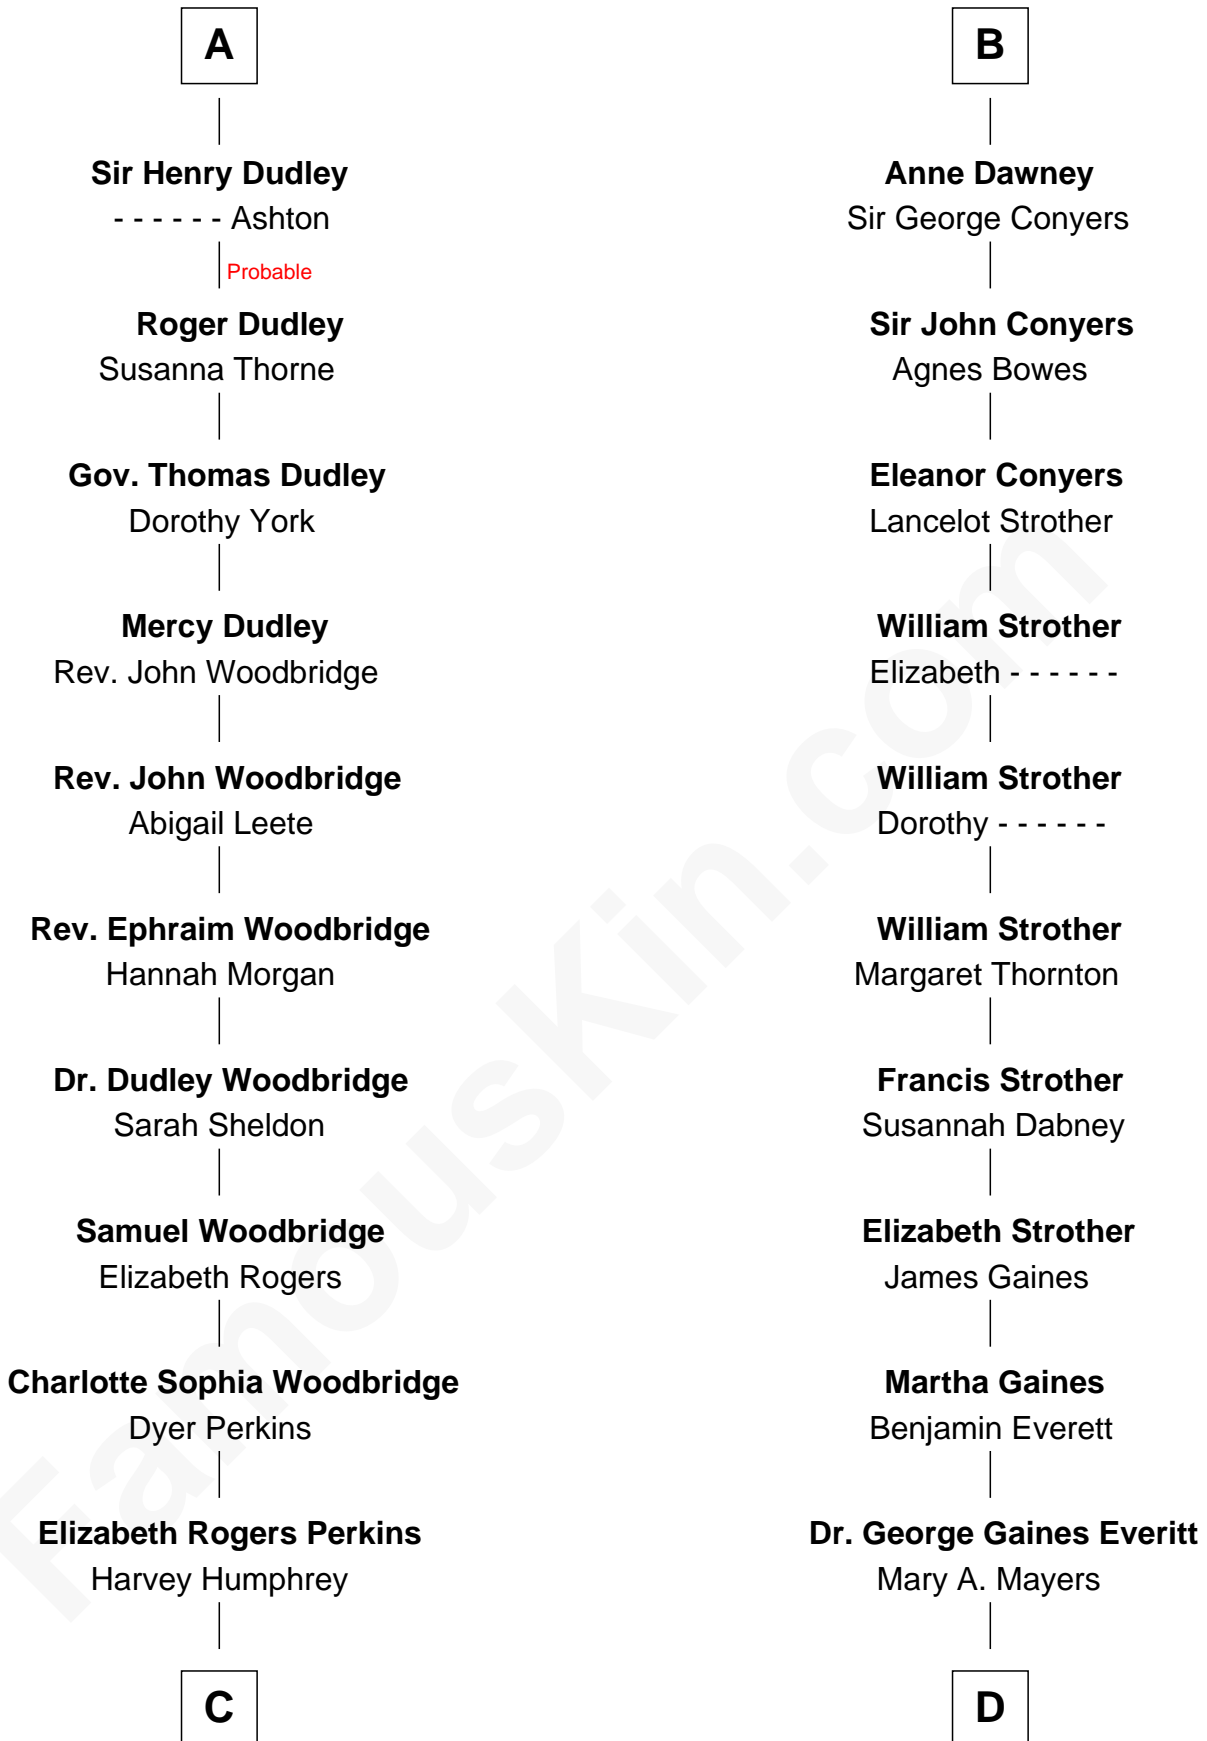 A
Sir Henry Dudley
- - - - - - Ashton
Probable
Roger Dudley
Susanna Thorne
Gov. Thomas Dudley
Dorothy York
Mercy Dudley
Rev. John Woodbridge
Rev. John Woodbridge
Abigail Leete
Rev. Ephraim Woodbridge
Hannah Morgan
Dr. Dudley Woodbridge
Sarah Sheldon
Samuel Woodbridge
Elizabeth Rogers
Charlotte Sophia Woodbridge
Dyer Perkins
Elizabeth Rogers Perkins
Harvey Humphrey
C
B
Anne Dawney
Sir George Conyers
Sir John Conyers
Agnes Bowes
Eleanor Conyers
Lancelot Strother
William Strother
Elizabeth - - - - - -
William Strother
Dorothy - - - - - -
William Strother
Margaret Thornton
Francis Strother
Susannah Dabney
Elizabeth Strother
James Gaines
Martha Gaines
Benjamin Everett
Dr. George Gaines Everitt
Mary A. Mayers
D
FamousKin.com